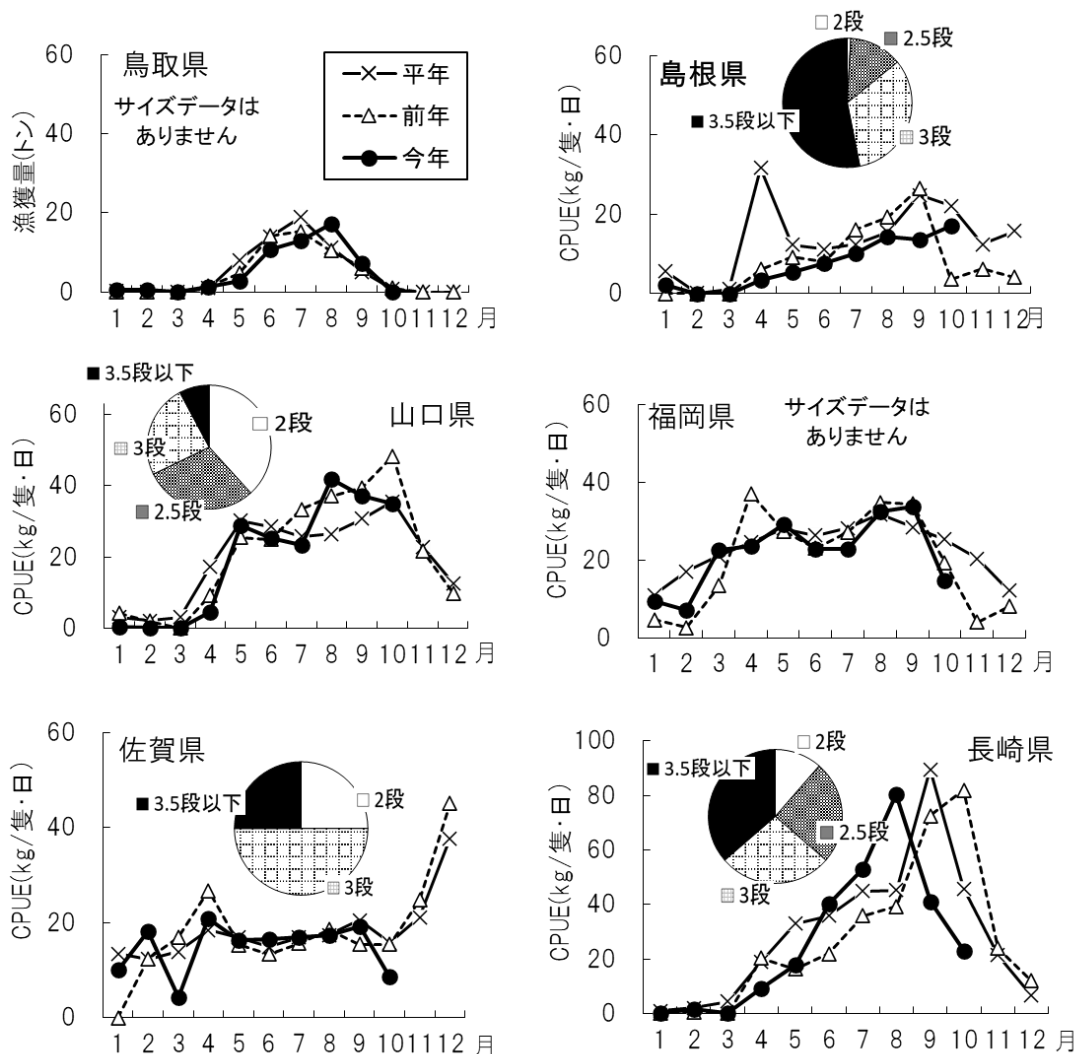 鳥取県
サイズデータは
ありません
平年
前年
今年
漁獲量(トン)
60
40
20
0
1 2 3 4 5 6 7 8 9 10 11 12 月
島根県
□ 2段
■ 2.5段
3段
■ 3.5段以下
CPUE(kg/隻・日)
60
40
20
0
1 2 3 4 5 6 7 8 9 10 11 12 月
山口県
■ 3.5段以下
□ 2段
3段
■ 2.5段
CPUE(kg/隻・日)
60
40
20
0
1 2 3 4 5 6 7 8 9 10 11 12 月
福岡県
サイズデータは
ありません
CPUE(kg/隻・日)
60
40
20
0
1 2 3 4 5 6 7 8 9 10 11 12 月
佐賀県
■ 3.5段以下
□ 2段
3段
CPUE(kg/隻・日)
60
40
20
0
1 2 3 4 5 6 7 8 9 10 11 12 月
長崎県
□ 2段
■ 3.5段以下
■ 2.5段
3段
CPUE(kg/隻・日)
100
80
60
40
20
0
1 2 3 4 5 6 7 8 9 10 11 12 月